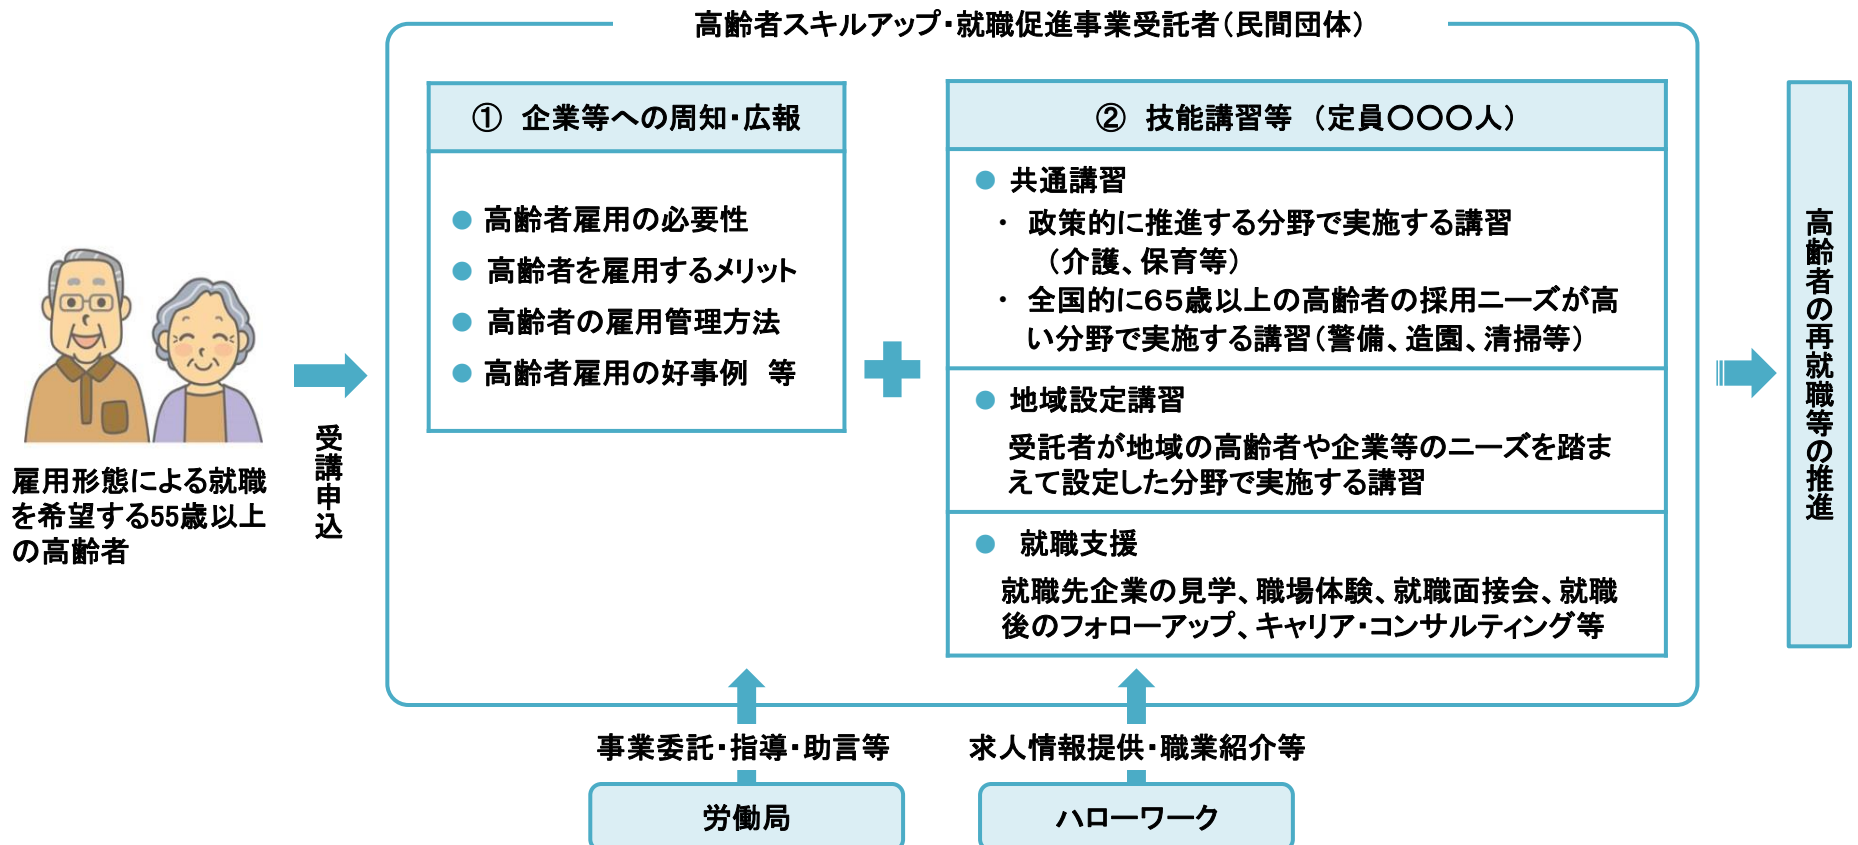 高齢者スキルアップ・就職促進事業受託者（民間団体）
① 企業等への周知・広報
● 高齢者雇用の必要性
● 高齢者を雇用するメリット
● 高齢者の雇用管理方法
● 高齢者雇用の好事例　等
② 技能講習等　（定員〇〇〇人）
● 共通講習
・ 政策的に推進する分野で実施する講習
（介護、保育等）
・ 全国的に６５歳以上の高齢者の採用ニーズが高
い分野で実施する講習（警備、造園、清掃等）
● 地域設定講習
受託者が地域の高齢者や企業等のニーズを踏ま
えて設定した分野で実施する講習
● 就職支援
就職先企業の見学、職場体験、就職面接会、就職
後のフォローアップ、キャリア・コンサルティング等
雇用形態による就職
を希望する55歳以上
の高齢者
受講申込
高齢者の再就職等の推進
事業委託・指導・助言等
求人情報提供・職業紹介等
労働局
ハローワーク